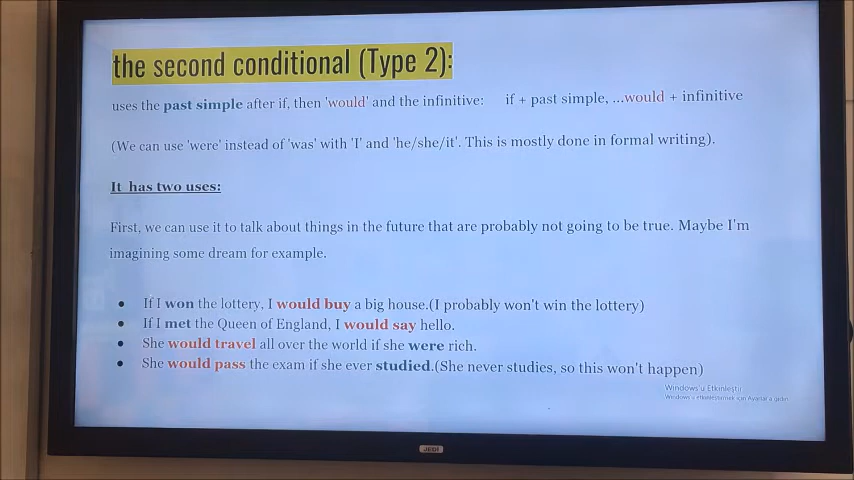 the second conditional (Type 2):
uses the past simple after if, then 'would' and the infinitive: if + past simple, ...would + infinitive
(We can use 'were' instead of 'was' with 'I' and 'he/she/it'. This is mostly done in formal writing).
It has two uses:
First, we can use it to talk about things in the future that are probably not going to be true. Maybe I'm
imagining some dream for example.
• If I won the lottery, I would buy a big house.(I probably won't win the lottery)
• If I met the Queen of England, I would say hello.
• She would travel all over the world if she were rich.
• She would pass the exam if she ever studied.(She never studies, so this won't happen)
Windows'u Etkinleştir
Windows'u etkinleştirmek için Ayarlar'a gidin